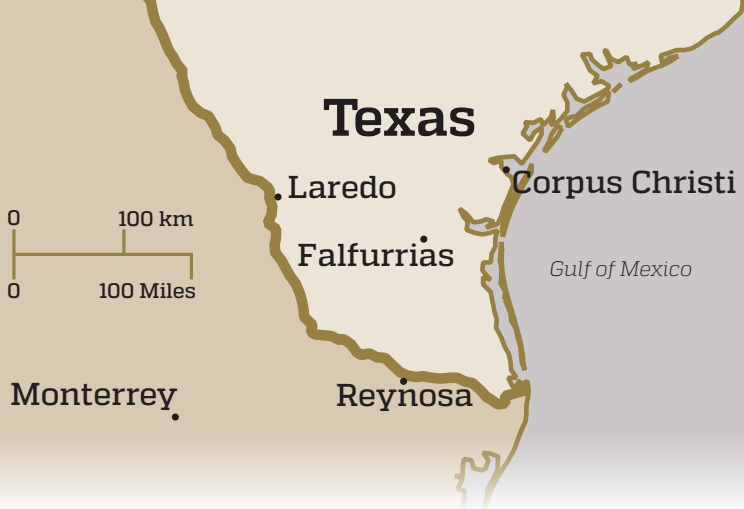 Texas
Laredo
Corpus Christi
0
100 km
Falfurrias
Gulf of Mexico
0
100 Miles
Monterrey
Reynosa